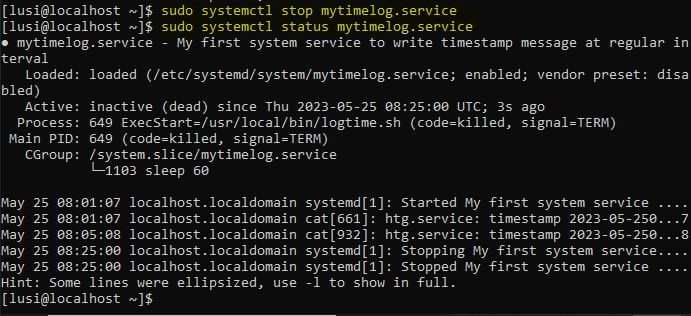 [lusi@localhost ~]$ sudo systemctl stop mytimelog.service
[lusi@localhost ~]$ sudo systemctl status mytimelog.service
● mytimelog.service - My first system service to write timestamp message at regular in
terval
   Loaded: loaded (/etc/systemd/system/mytimelog.service; enabled; vendor preset: disa
bled)
   Active: inactive (dead) since Thu 2023-05-25 08:25:00 UTC; 3s ago
  Process: 649 ExecStart=/usr/local/bin/logtime.sh (code=killed, signal=TERM)
 Main PID: 649 (code=killed, signal=TERM)
   CGroup: /system.slice/mytimelog.service
           └─1103 sleep 60

May 25 08:01:07 localhost.localdomain systemd[1]: Started My first system service ....
May 25 08:01:07 localhost.localdomain cat[661]: htg.service: timestamp 2023-05-250...7
May 25 08:05:08 localhost.localdomain cat[932]: htg.service: timestamp 2023-05-250...8
May 25 08:25:00 localhost.localdomain systemd[1]: Stopping My first system service....
May 25 08:25:00 localhost.localdomain systemd[1]: Stopped My first system service ....
Hint: Some lines were ellipsized, use -l to show in full.
[lusi@localhost ~]$